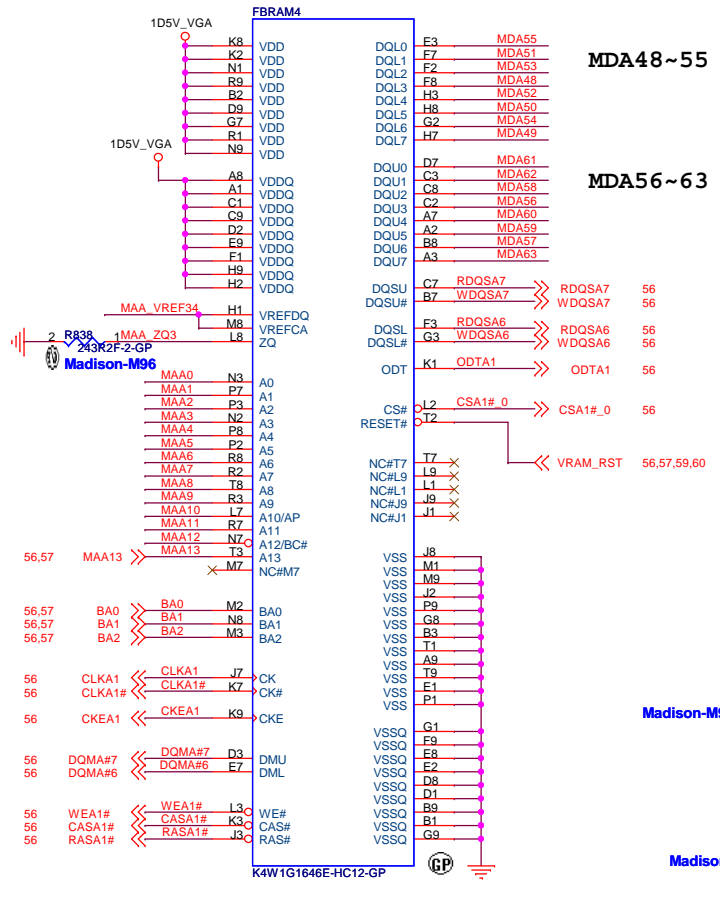 FBRAM4
1D5V_VGA
K8 VDD DQL0 E3 MDA55
K2 VDD DQL1 F7 MDA51
N1 VDD DQL2 F2 MDA53
R9 VDD DQL3 F8 MDA48
B2 VDD DQL4 H3 MDA52
D9 VDD DQL5 H8 MDA50
G7 VDD DQL6 G2 MDA54
R1 VDD DQL7 H7 MDA49
N9 VDD
MDA48~55
1D5V_VGA
A8 VDDQ DQU0 D7 MDA61
A1 VDDQ DQU1 C3 MDA62
C1 VDDQ DQU2 C8 MDA58
C9 VDDQ DQU3 C2 MDA56
D2 VDDQ DQU4 A7 MDA60
E9 VDDQ DQU5 A2 MDA59
F1 VDDQ DQU6 B8 MDA57
H9 VDDQ DQU7 A3 MDA63
H2 VDDQ
MDA56~63
DQSU C7 RDQSA7 RDQSA7 56
DQSU# B7 WDQSA7 WDQSA7 56
MAA_VREF34 H1 VREFDQ
M8 VREFCA
DQSL F3 RDQSA6 RDQSA6 56
DQSL# G3 WDQSA6 WDQSA6 56
2 R838 1 MAA_ZQ3 L8 ZQ
243R2F-2-GP
Madison-M96
ODT K1 ODTA1 ODTA1 56
MAA0 N3 A0
MAA1 P7 A1
MAA2 P3 A2
MAA3 N2 A3
MAA4 P8 A4
MAA5 P2 A5
MAA6 R8 A6
MAA7 R2 A7
MAA8 T8 A8
MAA9 R3 A9
MAA10 L7 A10/AP
MAA11 R7 A11
MAA12 N7 A12/BC#
56,57 MAA13 MAA13 T3 A13
M7 NC#M7
CS# L2 CSA1#_0 CSA1#_0 56
RESET# T2
VRAM_RST 56,57,59,60
NC#T7 T7
NC#L9 L9
NC#L1 L1
NC#J9 J9
NC#J1 J1
56,57 BA0 BA0 M2 BA0
56,57 BA1 BA1 N8 BA1
56,57 BA2 BA2 M3 BA2
56 CLKA1 CLKA1 J7 CK
56 CLKA1# CLKA1# K7 CK#
56 CKEA1 CKEA1 K9 CKE
56 DQMA#7 DQMA#7 D3 DMU
56 DQMA#6 DQMA#6 E7 DML
56 WEA1# WEA1# L3 WE#
56 CASA1# CASA1# K3 CAS#
56 RASA1# RASA1# J3 RAS#
VSS J8
VSS M1
VSS M9
VSS J2
VSS P9
VSS G8
VSS B3
VSS T1
VSS A9
VSS T9
VSS E1
VSS P1
VSSQ G1
VSSQ F9
VSSQ E8
VSSQ E2
VSSQ D8
VSSQ D1
VSSQ B9
VSSQ B1
VSSQ G9
K4W1G1646E-HC12-GP
GP
Madison-M9
Madison